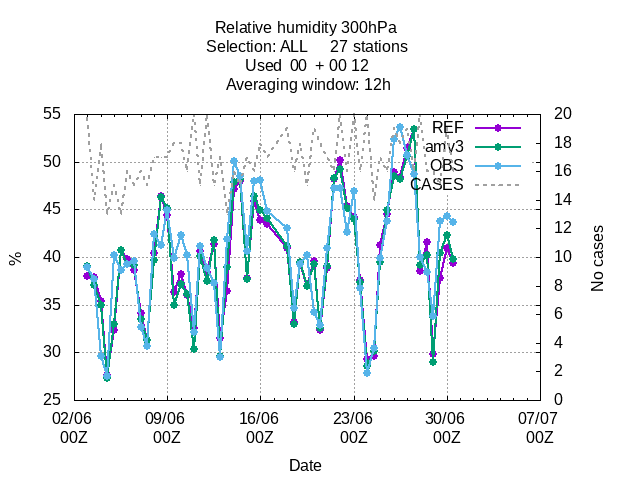 Relative humidity 300hPa
Selection: ALL 27 stations
Used 00 + 00 12
Averaging window: 12h
REF
amv3
OBS
CASES
55
50
45
40
35
30
25
20
18
16
14
12
10
8
6
4
2
0
%
No cases
02/06 09/06 16/06 23/06 30/06 07/07
00Z 00Z 00Z 00Z 00Z 00Z
Date